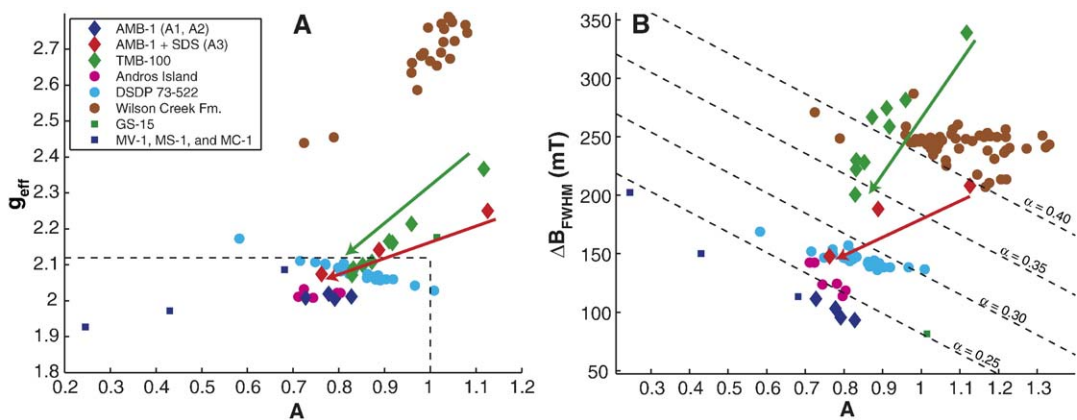 A
AMB-1 (A1, A2)
AMB-1 + SDS (A3)
TMB-100
Andros Island
DSDP 73-522
Wilson Creek Fm.
GS-15
MV-1, MS-1, and MC-1
g_eff
2.7
2.6
2.5
2.4
2.3
2.2
2.1
2
1.9
1.8
0.2 0.3 0.4 0.5 0.6 0.7 0.8 0.9 1 1.1 1.2
A
B
ΔB_FWHM (mT)
350
300
250
200
150
100
50
α = 0.40
α = 0.35
α = 0.30
α = 0.25
0.3 0.4 0.5 0.6 0.7 0.8 0.9 1 1.1 1.2 1.3
A